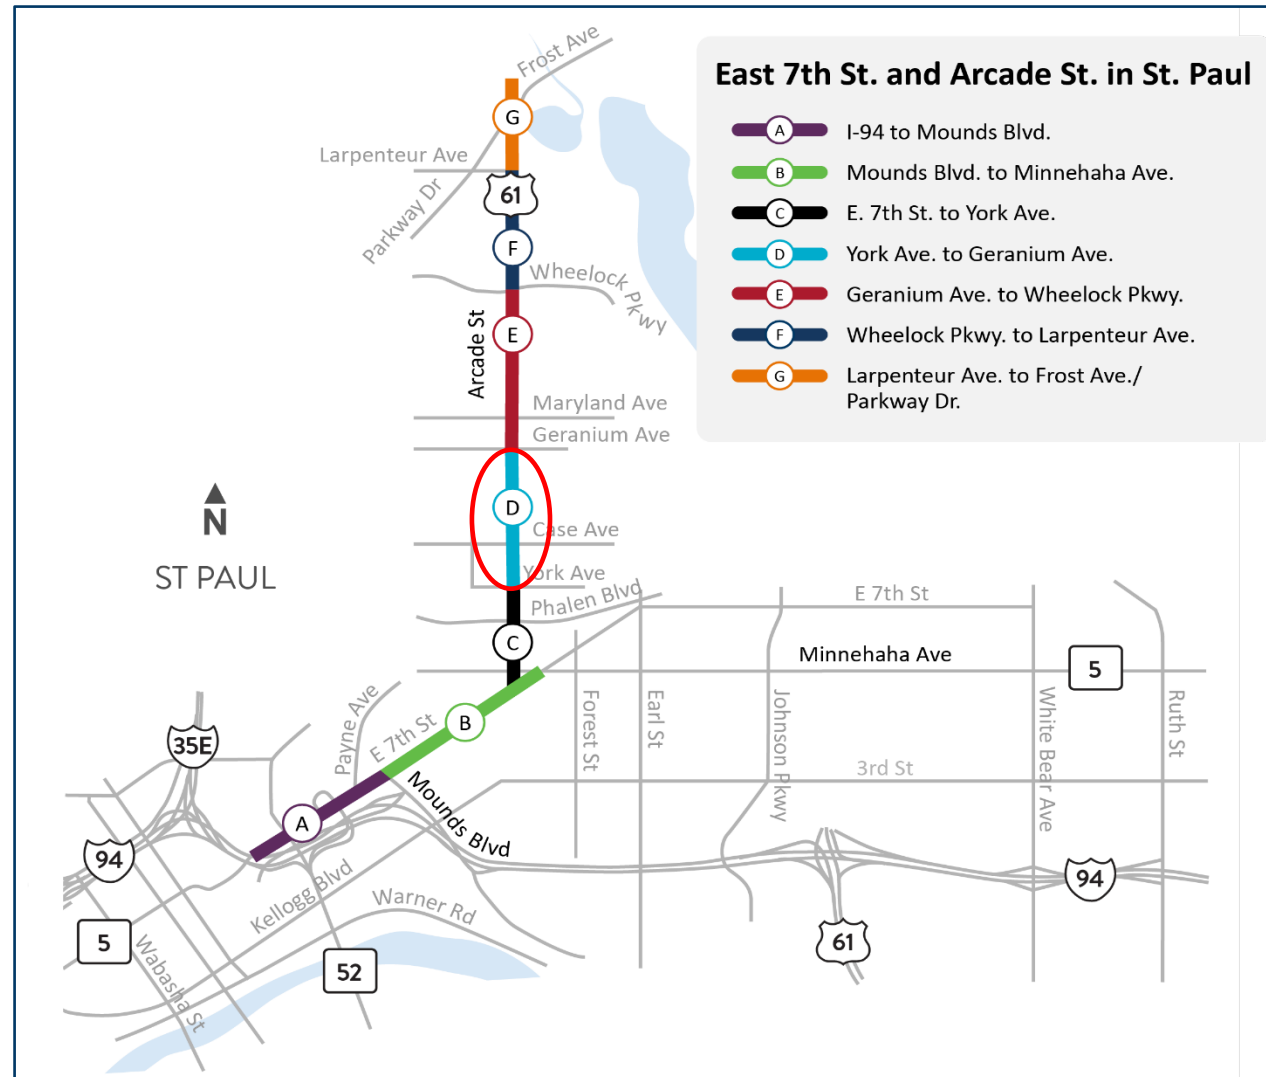 East 7th St. and Arcade St. in St. Paul
A I-94 to Mounds Blvd.
B Mounds Blvd. to Minnehaha Ave.
C E. 7th St. to York Ave.
D York Ave. to Geranium Ave.
E Geranium Ave. to Wheelock Pkwy.
F Wheelock Pkwy. to Larpenteur Ave.
G Larpenteur Ave. to Frost Ave./
Parkway Dr.
Frost Ave
G
Larpenteur Ave
61
Parkway Dr
F
Wheelock Pkwy
Arcade St
E
Maryland Ave
Geranium Ave
D
N
Case Ave
ST PAUL
York Ave
Phalen Blvd
E 7th St
C
Minnehaha Ave
5
Payne Ave
E 7th St
B
Forest St
Earl St
Johnson Pkwy
White Bear Ave
Ruth St
35E
3rd St
Mounds Blvd
A
94
94
Kellogg Blvd
Warner Rd
5
Wabasha St
52
61